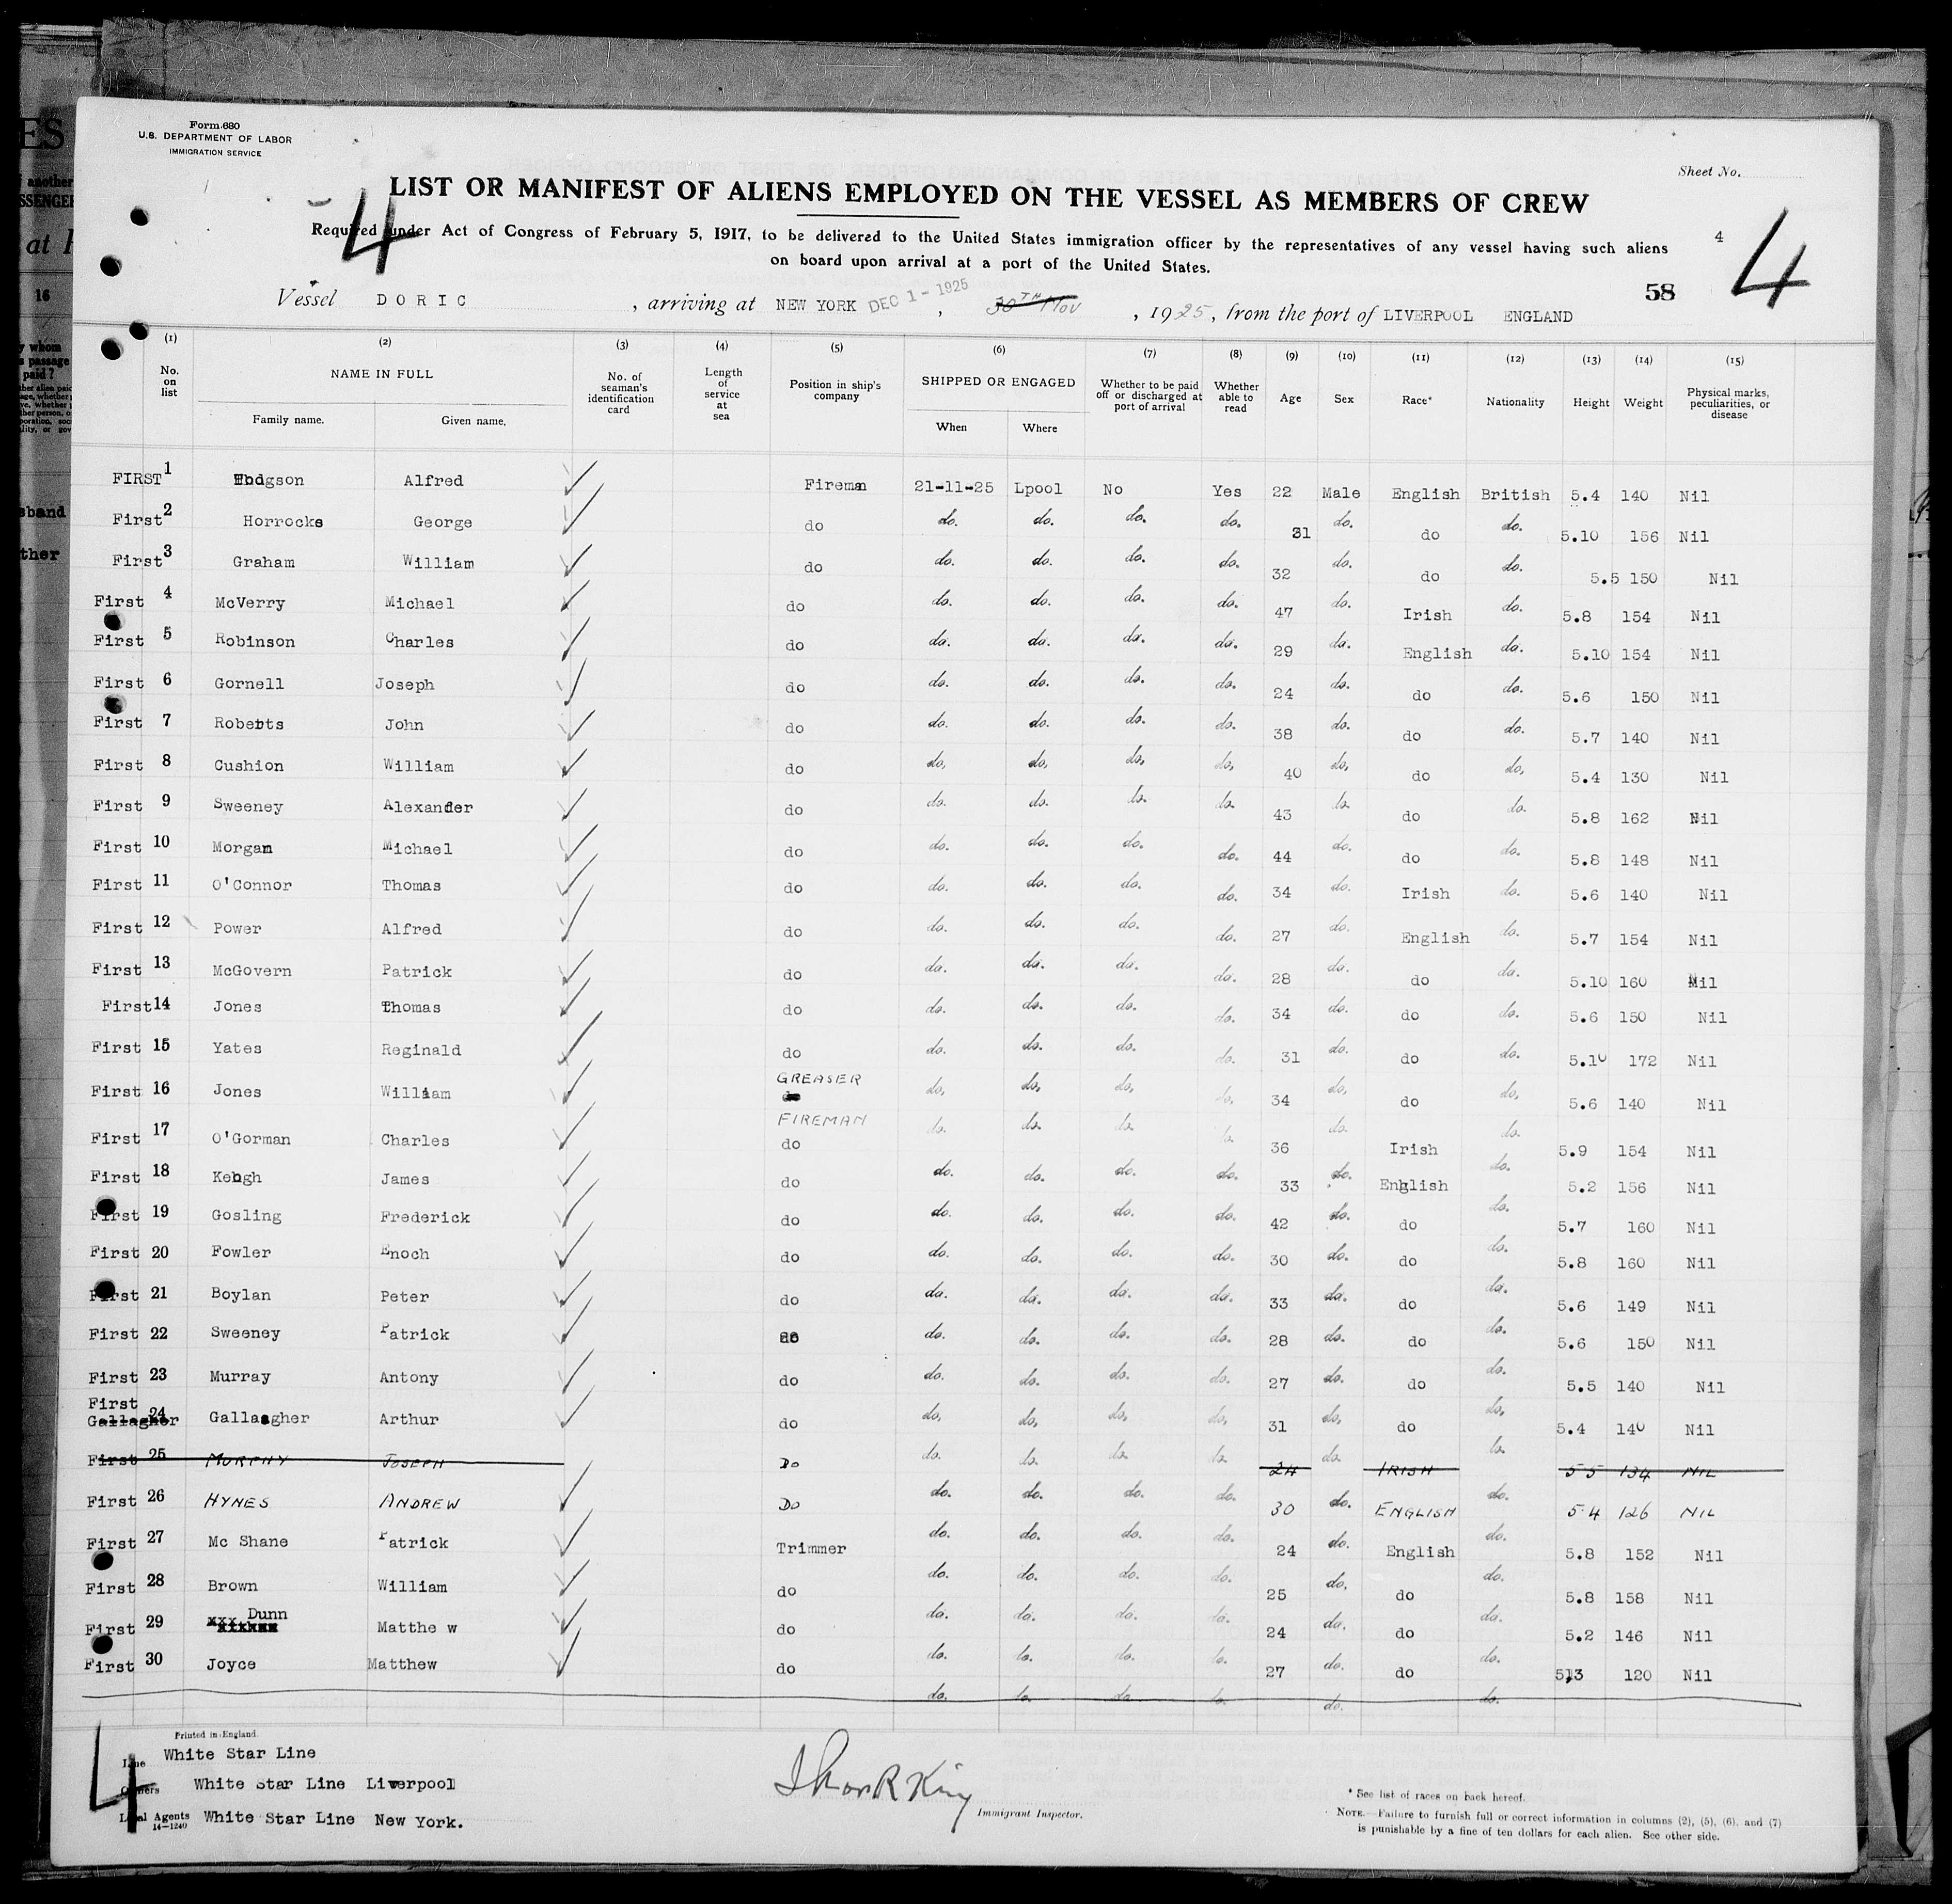 Form 680
U.S. DEPARTMENT OF LABOR
IMMIGRATION SERVICE
Sheet No.
LIST OR MANIFEST OF ALIENS EMPLOYED ON THE VESSEL AS MEMBERS OF CREW
Required under Act of Congress of February 5, 1917, to be delivered to the United States immigration officer by the representatives of any vessel having such aliens
on board upon arrival at a port of the United States.
4 4 4
58
Vessel DORIC, arriving at NEW YORK DEC 1 - 1925, 30TH Nov, 1925, from the port of LIVERPOOL ENGLAND
(1) (2) (3) (4) (5) (6) (7) (8) (9) (10) (11) (12) (13) (14) (15)
No. on list NAME IN FULL Family name. Given name. No. of seaman's identification card Length of service at sea Position in ship's company SHIPPED OR ENGAGED When Where Whether to be paid off or discharged at port of arrival Whether able to read Age Sex Race* Nationality Height Weight Physical marks, peculiarities, or disease
FIRST 1 Hodgson Alfred Fireman 21-11-25 Lpool No Yes 22 Male English British 5.4 140 Nil
First 2 Horrocks George do do. do. do. do. 31 do. do do. 5.10 156 Nil
First 3 Graham William do do. do. do. do. 32 do. do do. 5.5 150 Nil
First 4 McVerry Michael do do. do. do. do. 47 do. Irish do. 5.8 154 Nil
First 5 Robinson Charles do do. do. do. do. 29 do. English do. 5.10 154 Nil
First 6 Gornell Joseph do do. do. do. do. 24 do. do do. 5.6 150 Nil
First 7 Roberts John do do. do. do. do. 38 do. do do. 5.7 140 Nil
First 8 Cushion William do do. do. do. do. 40 do. do do. 5.4 130 Nil
First 9 Sweeney Alexander do do. do. do. do. 43 do. do do. 5.8 162 Nil
First 10 Morgan Michael do do. do. do. do. 44 do. do do. 5.8 148 Nil
First 11 O'Connor Thomas do do. do. do. do. 34 do. Irish do. 5.6 140 Nil
First 12 Power Alfred do do. do. do. do. 27 do. English do. 5.7 154 Nil
First 13 McGovern Patrick do do. do. do. do. 28 do. do do. 5.10 160 Nil
First 14 Jones Thomas do do. do. do. do. 34 do. do do. 5.6 150 Nil
First 15 Yates Reginald do do. do. do. do. 31 do. do do. 5.10 172 Nil
First 16 Jones William GREASER do do. do. do. do. 34 do. do do. 5.6 140 Nil
First 17 O'Gorman Charles FIREMAN do do. do. do. do. 36 do. Irish do. 5.9 154 Nil
First 18 Keogh James do do. do. do. do. 33 do. English do. 5.2 156 Nil
First 19 Gosling Frederick do do. do. do. do. 42 do. do do. 5.7 160 Nil
First 20 Fowler Enoch do do. do. do. do. 30 do. do do. 5.8 160 Nil
First 21 Boylan Peter do do. do. do. do. 33 do. do do. 5.6 149 Nil
First 22 Sweeney Patrick do do. do. do. do. 28 do. do do. 5.6 150 Nil
First 23 Murray Antony do do. do. do. do. 27 do. do do. 5.5 140 Nil
First Gallagher 24 Gallaagher Arthur do do. do. do. do. 31 do. do do. 5.4 140 Nil
First 25 MURPHY JOSEPH Do do. do. do. do. 24 do. IRISH do. 5 5 134 NIL
First 26 HYNES ANDREW Do do. do. do. do. 30 do. ENGLISH do. 5 4 126 NIL
First 27 Mc Shane Patrick Trimmer do. do. do. do. 24 do. English do. 5.8 152 Nil
First 28 Brown William do do. do. do. do. 25 do. do do. 5.8 158 Nil
First 29 Dunn Matthe w do do. do. do. do. 24 do. do do. 5.2 146 Nil
First 30 Joyce Matthew do do. do. do. do. 27 do. do do. 5.3 120 Nil
do. do. do. do. do. do.
Printed in England.
Line White Star Line
Owners White Star Line Liverpool
Local Agents White Star Line New York.
14-1240
4
King
Immigrant Inspector.
* See list of races on back hereof.
NOTE.—Failure to furnish full or correct information in columns (2), (5), (6), and (7)
is punishable by a fine of ten dollars for each alien. See other side.